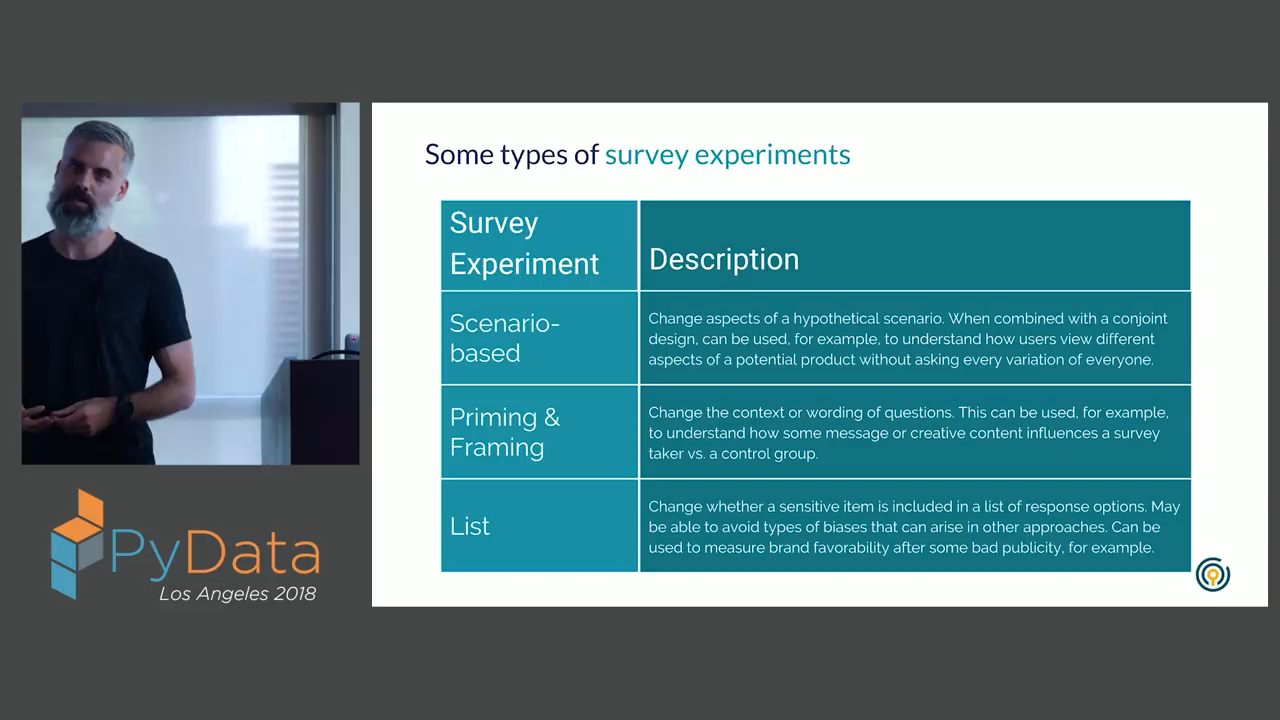 Some types of survey experiments
Survey
Experiment
Description
Scenario-
based
Change aspects of a hypothetical scenario. When combined with a conjoint
design, can be used, for example, to understand how users view different
aspects of a potential product without asking every variation of everyone.
Priming &
Framing
Change the context or wording of questions. This can be used, for example,
to understand how some message or creative content influences a survey
taker vs. a control group.
List
Change whether a sensitive item is included in a list of response options. May
be able to avoid types of biases that can arise in other approaches. Can be
used to measure brand favorability after some bad publicity, for example.
PyData
Los Angeles 2018